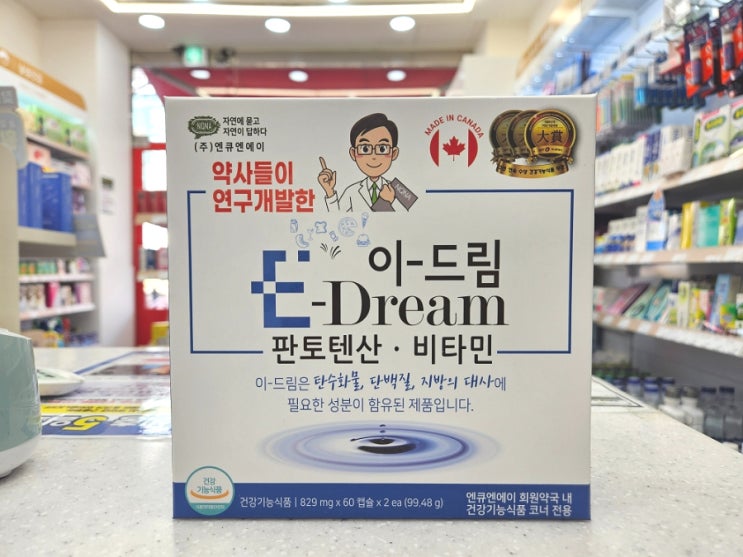 NQNA
자연에 묻고
자연이 답하다
(주)엔큐엔에이
약사들이
연구개발한
NQNA
MADE IN CANADA
大賞
이-드림
E-Dream
판토텐산 · 비타민
이-드림은 탄수화물, 단백질, 지방의 대사에
필요한 성분이 함유된 제품입니다.
건강
기능식품
건강기능식품 | 829 mg x 60 캡슐 x 2 ea (99.48 g)
엔큐엔에이 회원약국 내
건강기능식품 코너 전용